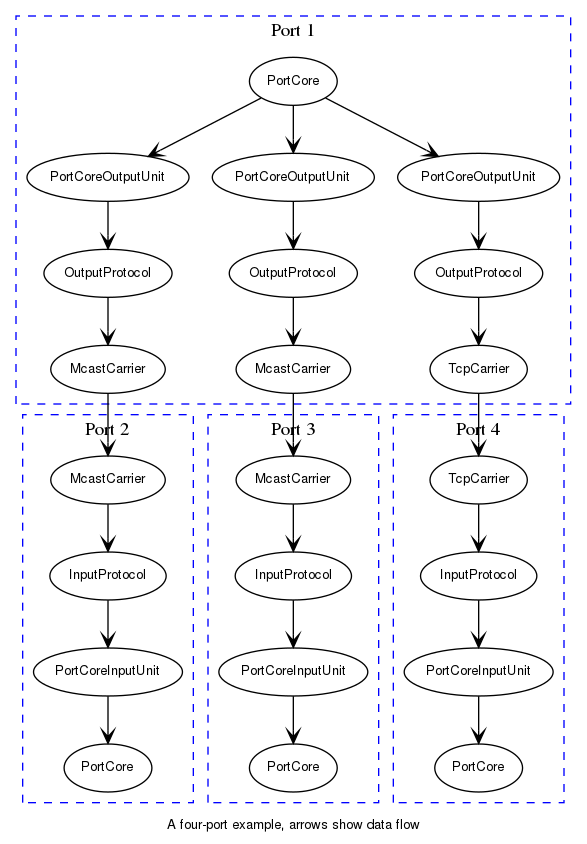 Port 1
PortCore
PortCoreOutputUnit PortCoreOutputUnit PortCoreOutputUnit
OutputProtocol OutputProtocol OutputProtocol
McastCarrier McastCarrier TcpCarrier
Port 2 Port 3 Port 4
McastCarrier McastCarrier TcpCarrier
InputProtocol InputProtocol InputProtocol
PortCoreInputUnit PortCoreInputUnit PortCoreInputUnit
PortCore PortCore PortCore
A four-port example, arrows show data flow